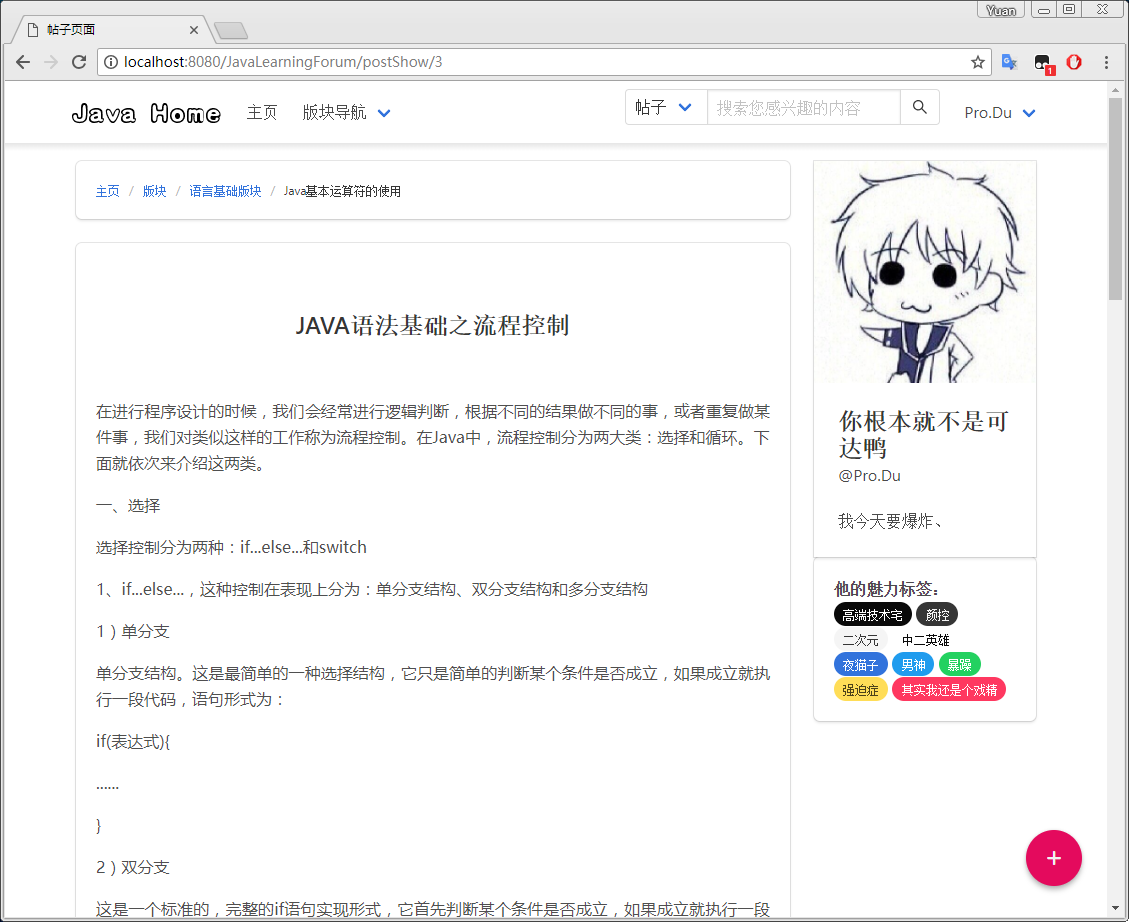 Yuan
帖子页面
localhost:8080/JavaLearningForum/postShow/3
1
Java Home 主页 版块导航 帖子 搜索您感兴趣的内容 Pro.Du
主页 / 版块 / 语言基础版块 / Java基本运算符的使用
JAVA语法基础之流程控制
在进行程序设计的时候，我们会经常进行逻辑判断，根据不同的结果做不同的事，或者重复做某
件事，我们对类似这样的工作称为流程控制。在Java中，流程控制分为两大类：选择和循环。下
面就依次来介绍这两类。
一、选择
选择控制分为两种：if...else...和switch
1、if...else...，这种控制在表现上分为：单分支结构、双分支结构和多分支结构
1）单分支
单分支结构。这是最简单的一种选择结构，它只是简单的判断某个条件是否成立，如果成立就执
行一段代码，语句形式为：
if(表达式){
......
}
2）双分支
这是一个标准的，完整的if语句实现形式，它首先判断某个条件是否成立，如果成立就执行一段
你根本就不是可
达鸭
@Pro.Du
我今天要爆炸、
他的魅力标签：
高端技术宅 颜控
二次元 中二英雄
夜猫子 男神 暴躁
强迫症 其实我还是个戏精
+